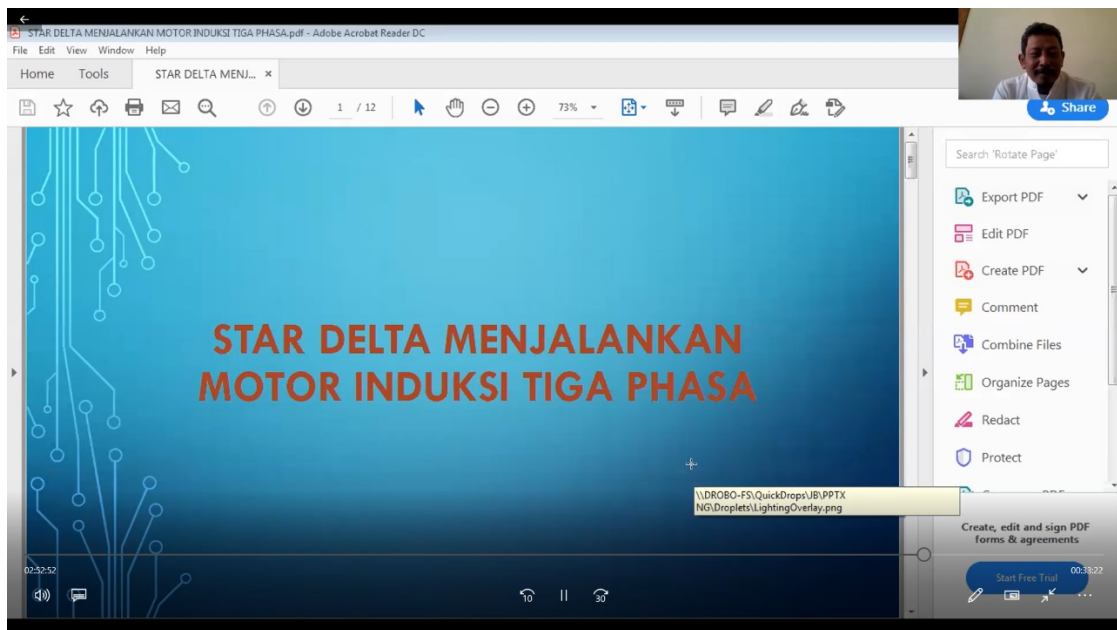 STAR DELTA MENJALANKAN MOTOR INDUKSI TIGA PHASA.pdf - Adobe Acrobat Reader DC
File Edit View Window Help
Home Tools STAR DELTA MENJ... ×
1 / 12 73%
Share
Search 'Rotate Page'
Export PDF
Edit PDF
Create PDF
Comment
Combine Files
Organize Pages
Redact
Protect
STAR DELTA MENJALANKAN
MOTOR INDUKSI TIGA PHASA
\\DROBO-FS\QuickDrops\JB\PPTX
NG\Droplets\LightingOverlay.png
Create, edit and sign PDF
forms & agreements
Start Free Trial
02:52:52
00:33:22
10
30